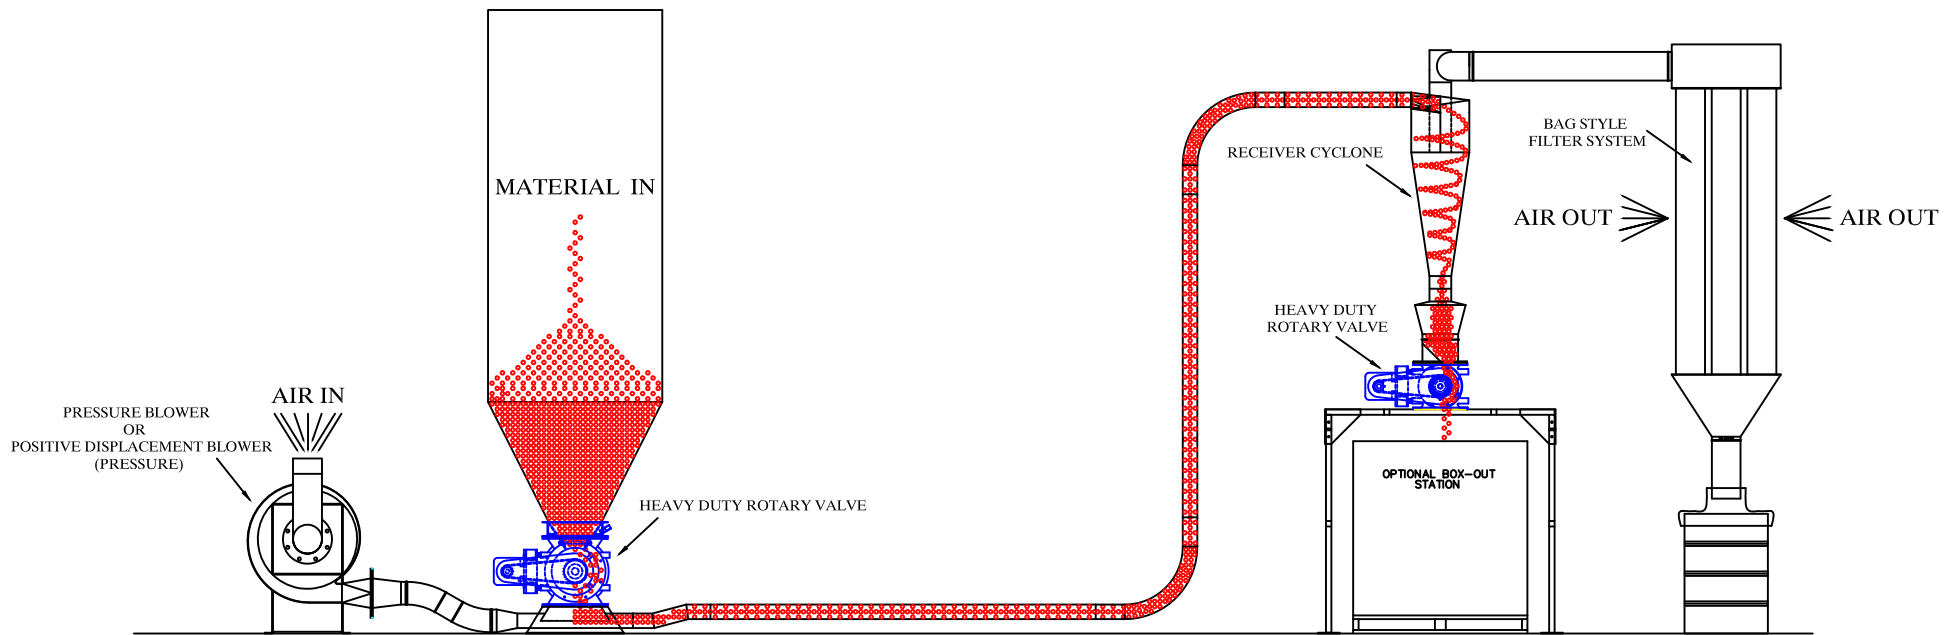 MATERIAL IN
AIR IN
PRESSURE BLOWER
OR
POSITIVE DISPLACEMENT BLOWER
(PRESSURE)
HEAVY DUTY ROTARY VALVE
RECEIVER CYCLONE
HEAVY DUTY
ROTARY VALVE
OPTIONAL BOX-OUT
STATION
BAG STYLE
FILTER SYSTEM
AIR OUT
AIR OUT